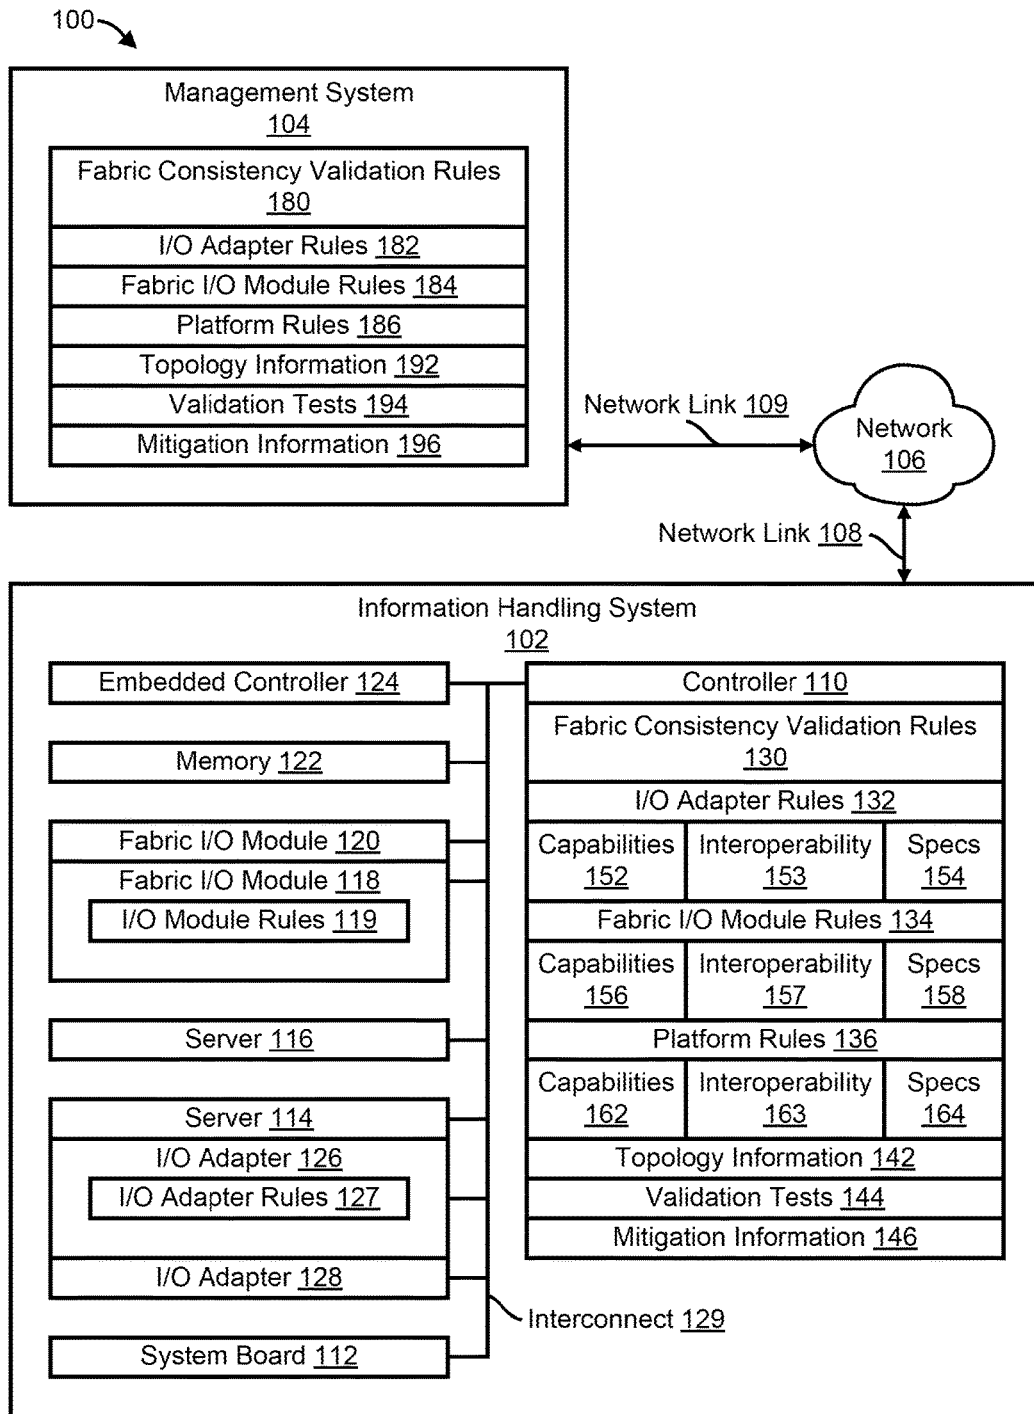 100
Management System
104
Fabric Consistency Validation Rules
180
I/O Adapter Rules 182
Fabric I/O Module Rules 184
Platform Rules 186
Topology Information 192
Validation Tests 194
Mitigation Information 196
Network Link 109
Network
106
Network Link 108
Information Handling System
102
Embedded Controller 124
Memory 122
Fabric I/O Module 120
Fabric I/O Module 118
I/O Module Rules 119
Server 116
Server 114
I/O Adapter 126
I/O Adapter Rules 127
I/O Adapter 128
System Board 112
Controller 110
Fabric Consistency Validation Rules
130
I/O Adapter Rules 132
Capabilities Interoperability Specs
152 153 154
Fabric I/O Module Rules 134
Capabilities Interoperability Specs
156 157 158
Platform Rules 136
Capabilities Interoperability Specs
162 163 164
Topology Information 142
Validation Tests 144
Mitigation Information 146
Interconnect 129